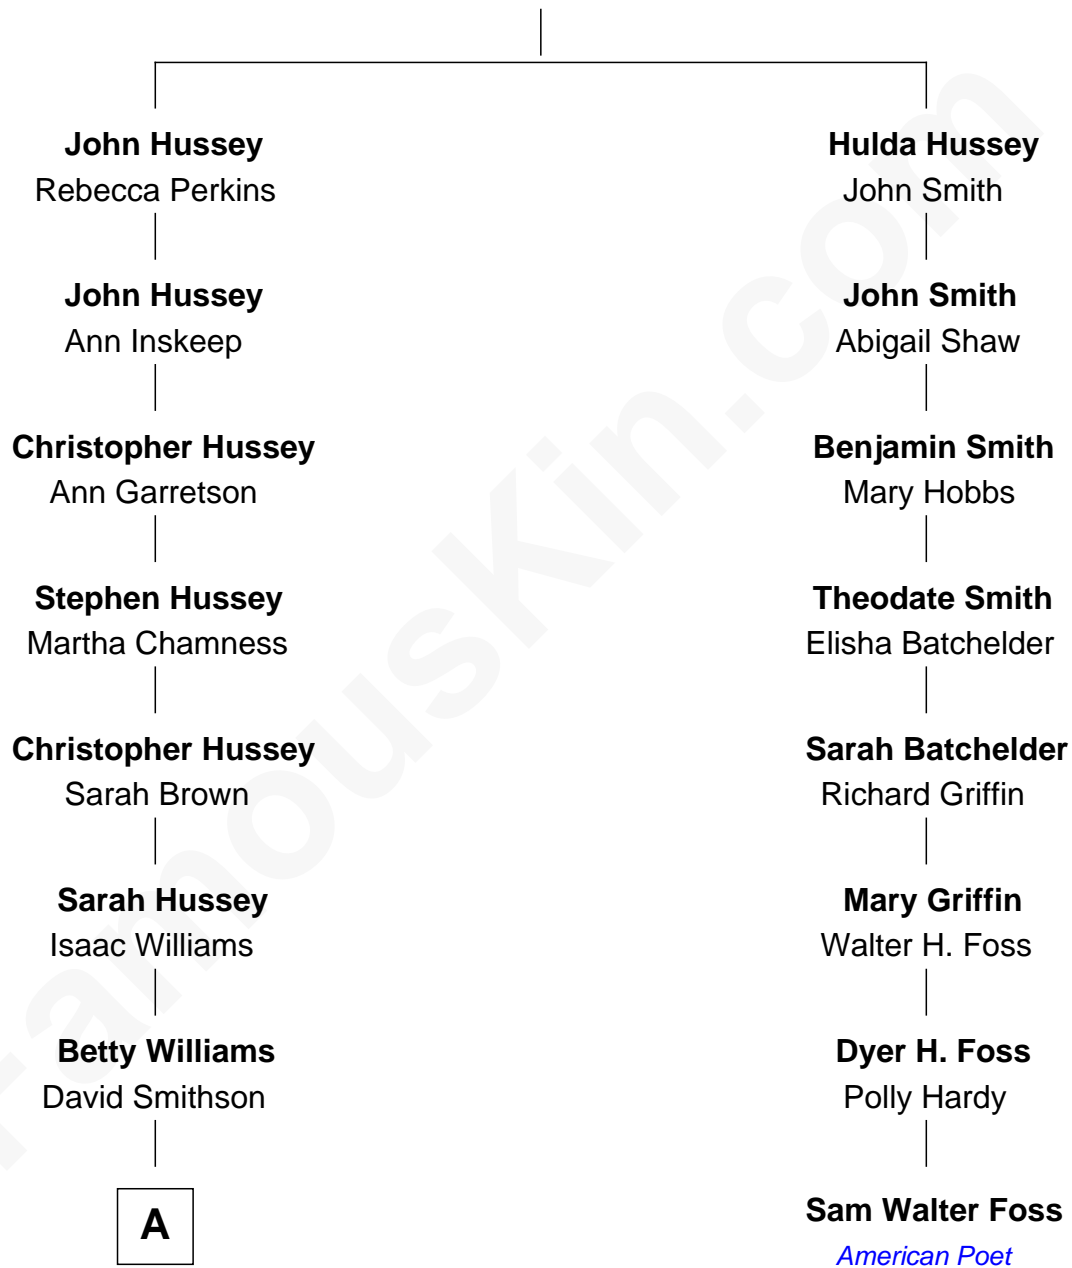 John Hussey
Rebecca Perkins
Hulda Hussey
John Smith
John Hussey
Ann Inskeep
John Smith
Abigail Shaw
Christopher Hussey
Ann Garretson
Benjamin Smith
Mary Hobbs
Stephen Hussey
Martha Chamness
Theodate Smith
Elisha Batchelder
Christopher Hussey
Sarah Brown
Sarah Batchelder
Richard Griffin
Sarah Hussey
Isaac Williams
Mary Griffin
Walter H. Foss
Betty Williams
David Smithson
Dyer H. Foss
Polly Hardy
A
Sam Walter Foss
American Poet
FamousKin.com